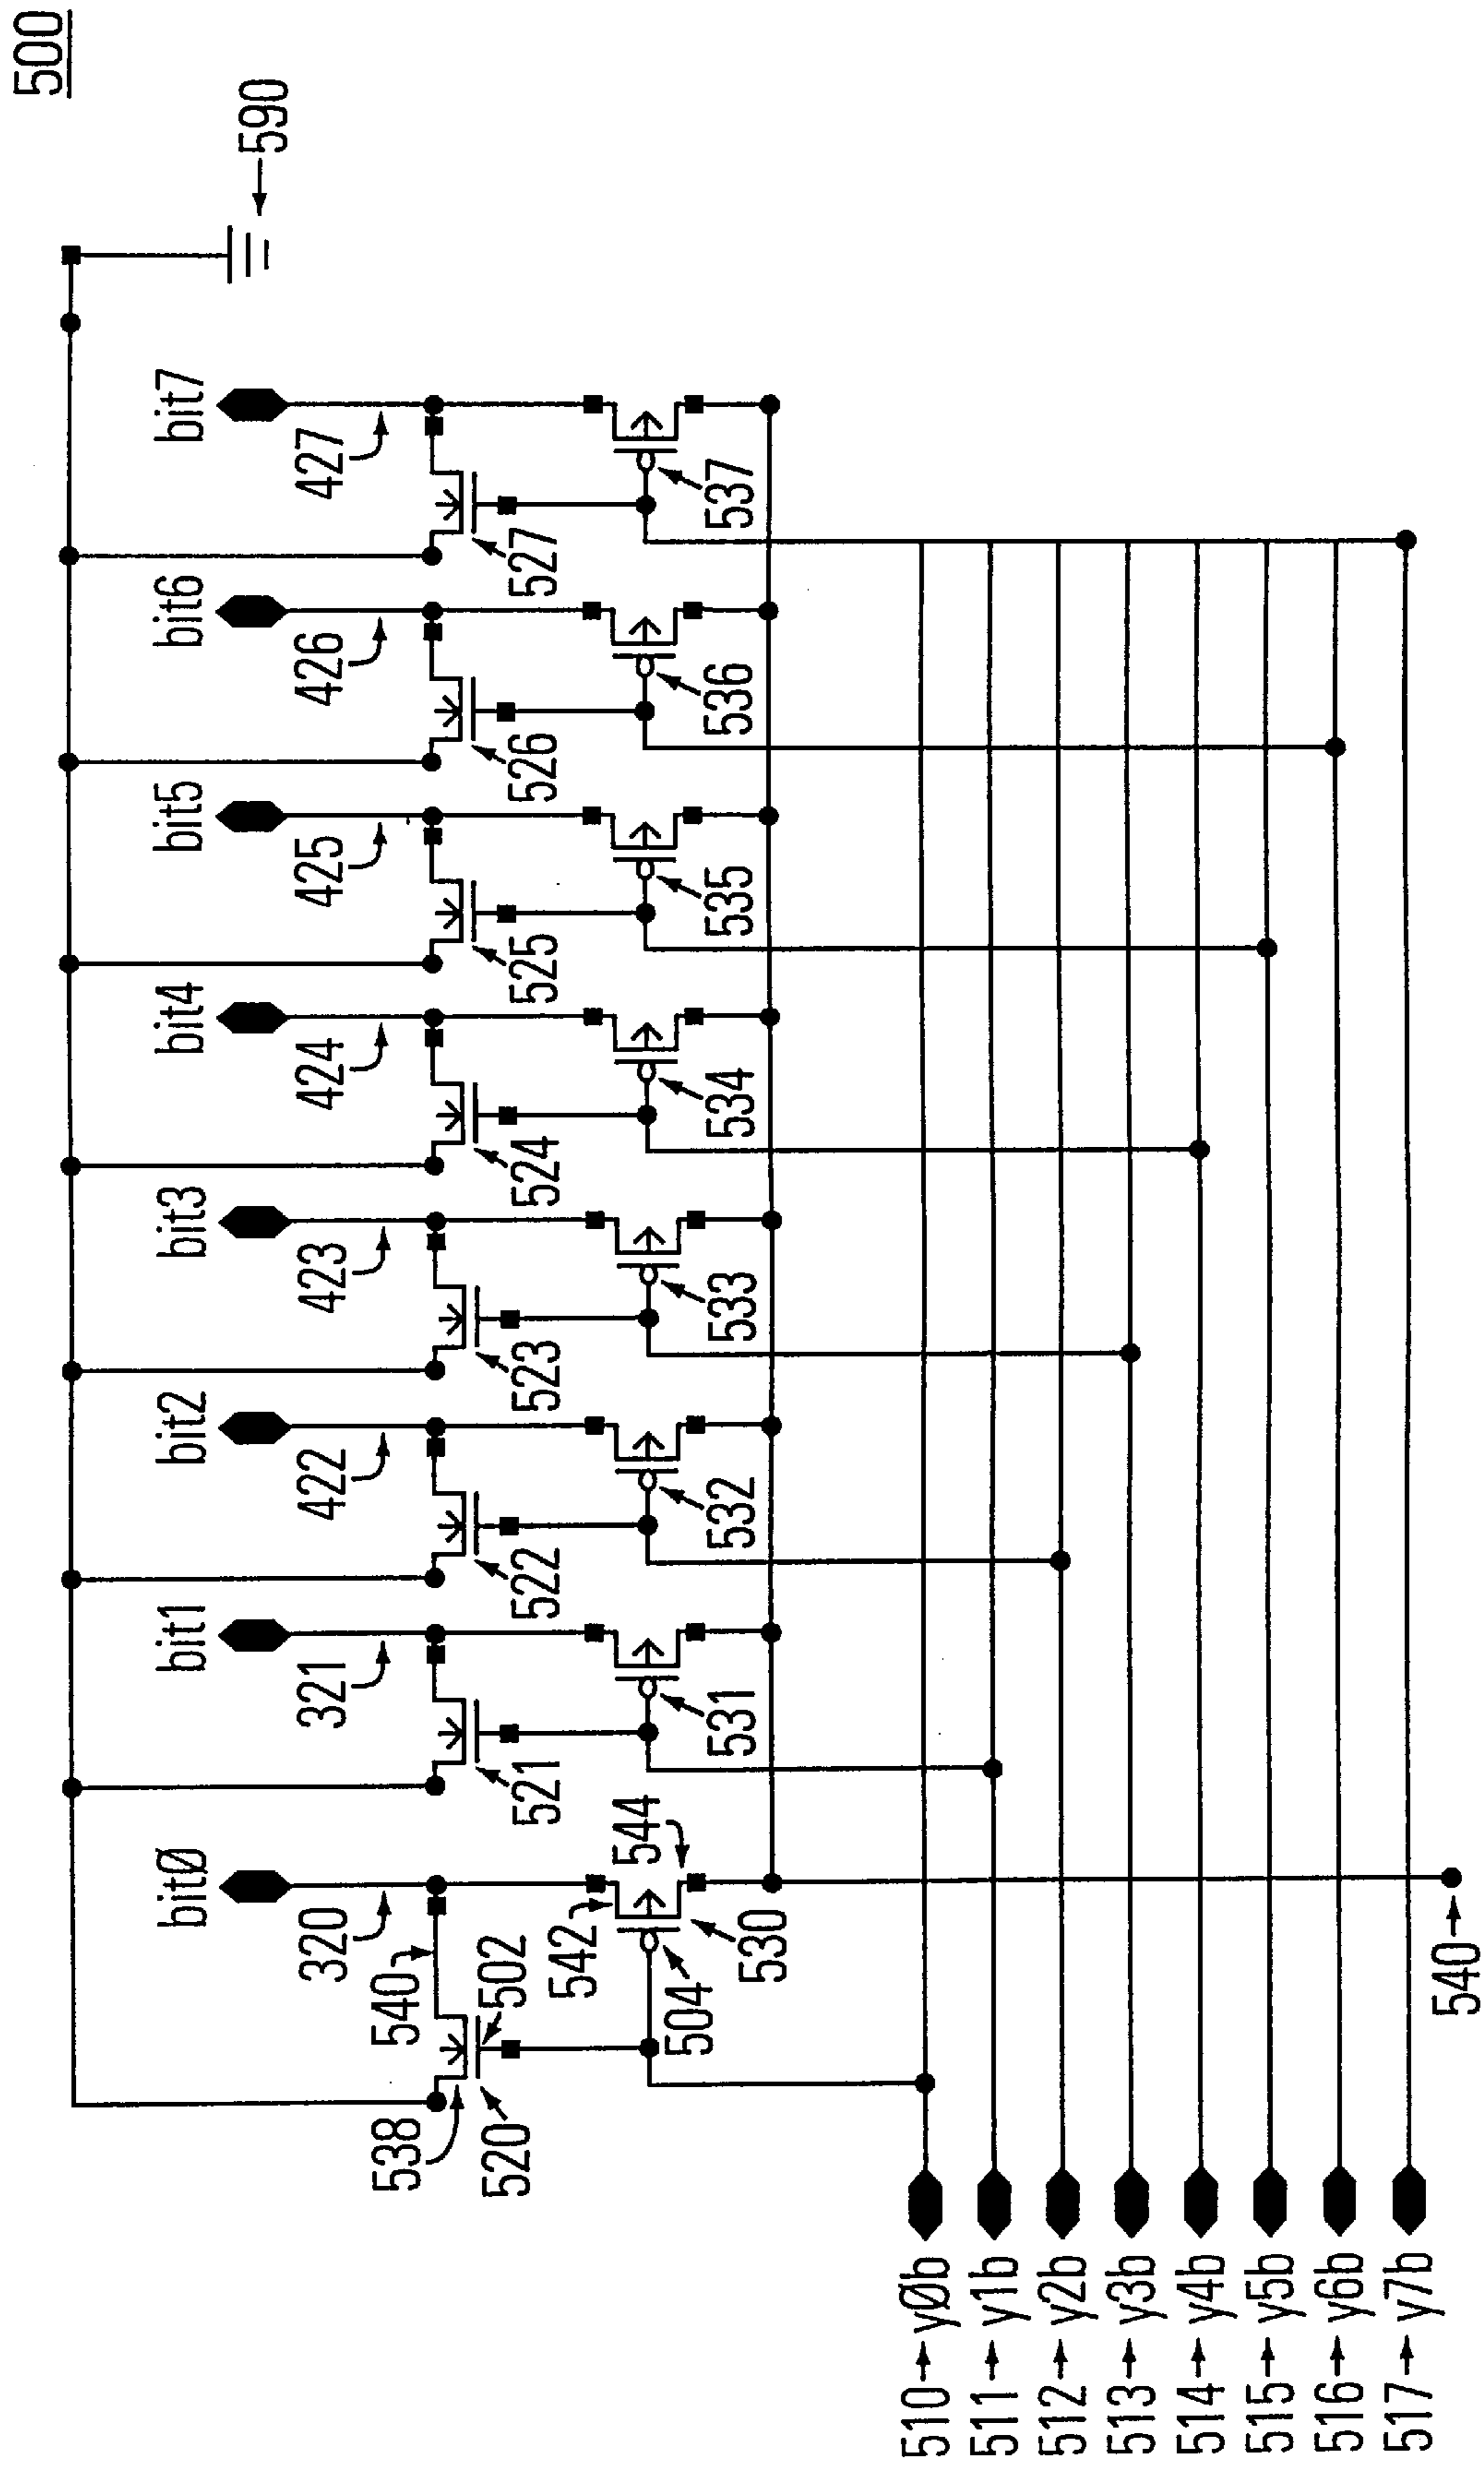 500
590
bit0 bit1 bit2 bit3 bit4 bit5 bit6 bit7
320 321 422 423 424 425 426 427
540
538
502
520 521 522 523 524 525 526 527
542 544
504
530 531 532 533 534 535 536 537
510 y0b
511 y1b
512 y2b
513 y3b
514 y4b
515 y5b
516 y6b
517 y7b
540